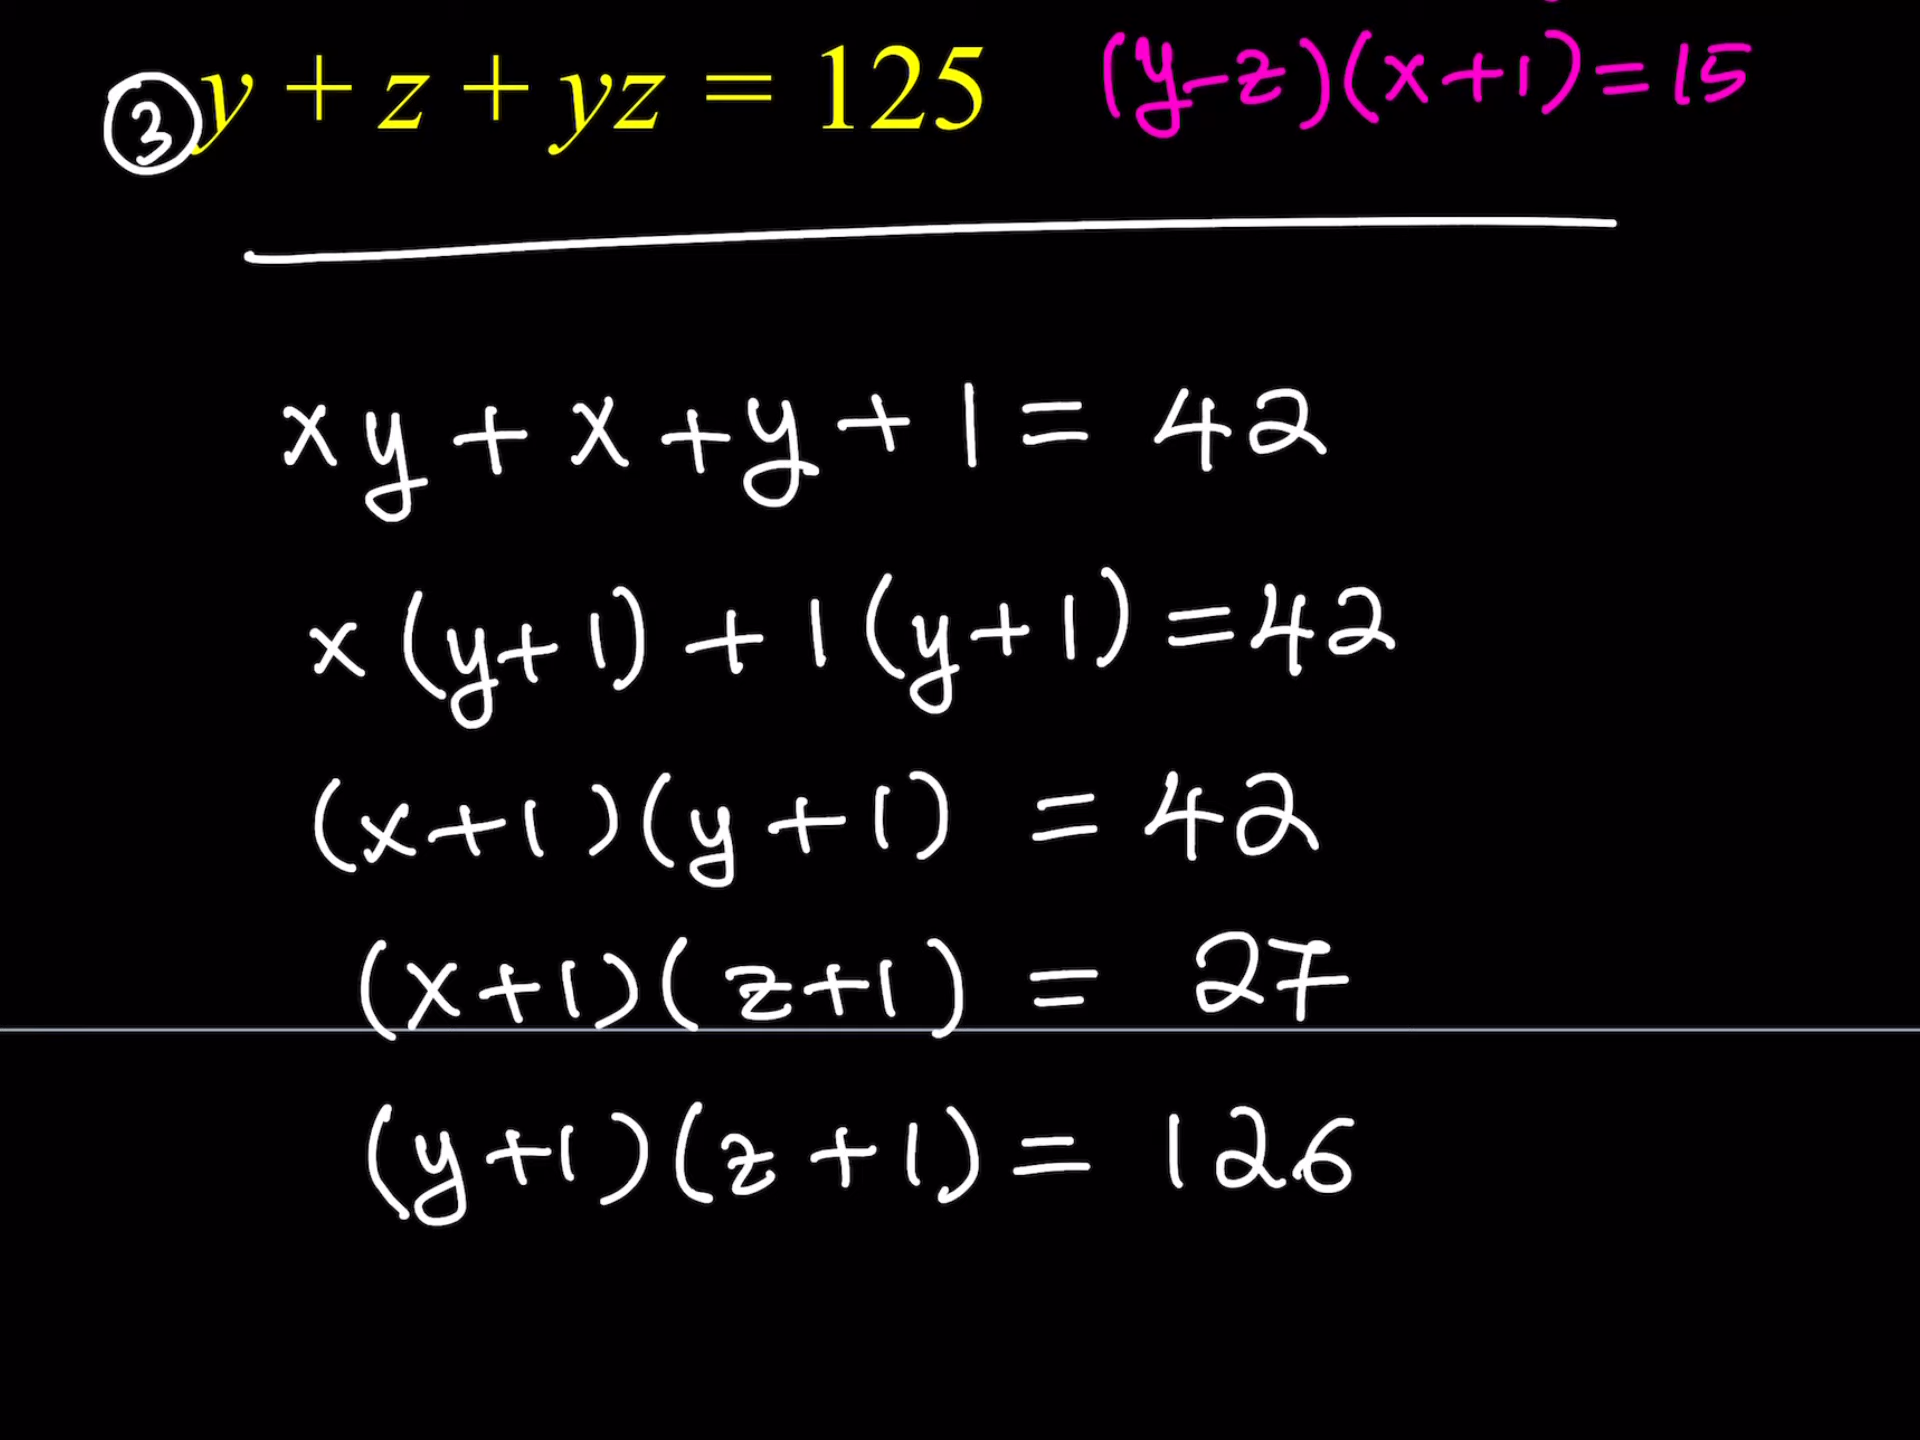 ③ y + z + yz = 125 (y-z)(x+1)=15
xy + x + y + 1 = 42
x(y+1) + 1(y+1) = 42
(x+1)(y+1) = 42
(x+1)(z+1) = 27
(y+1)(z+1) = 126